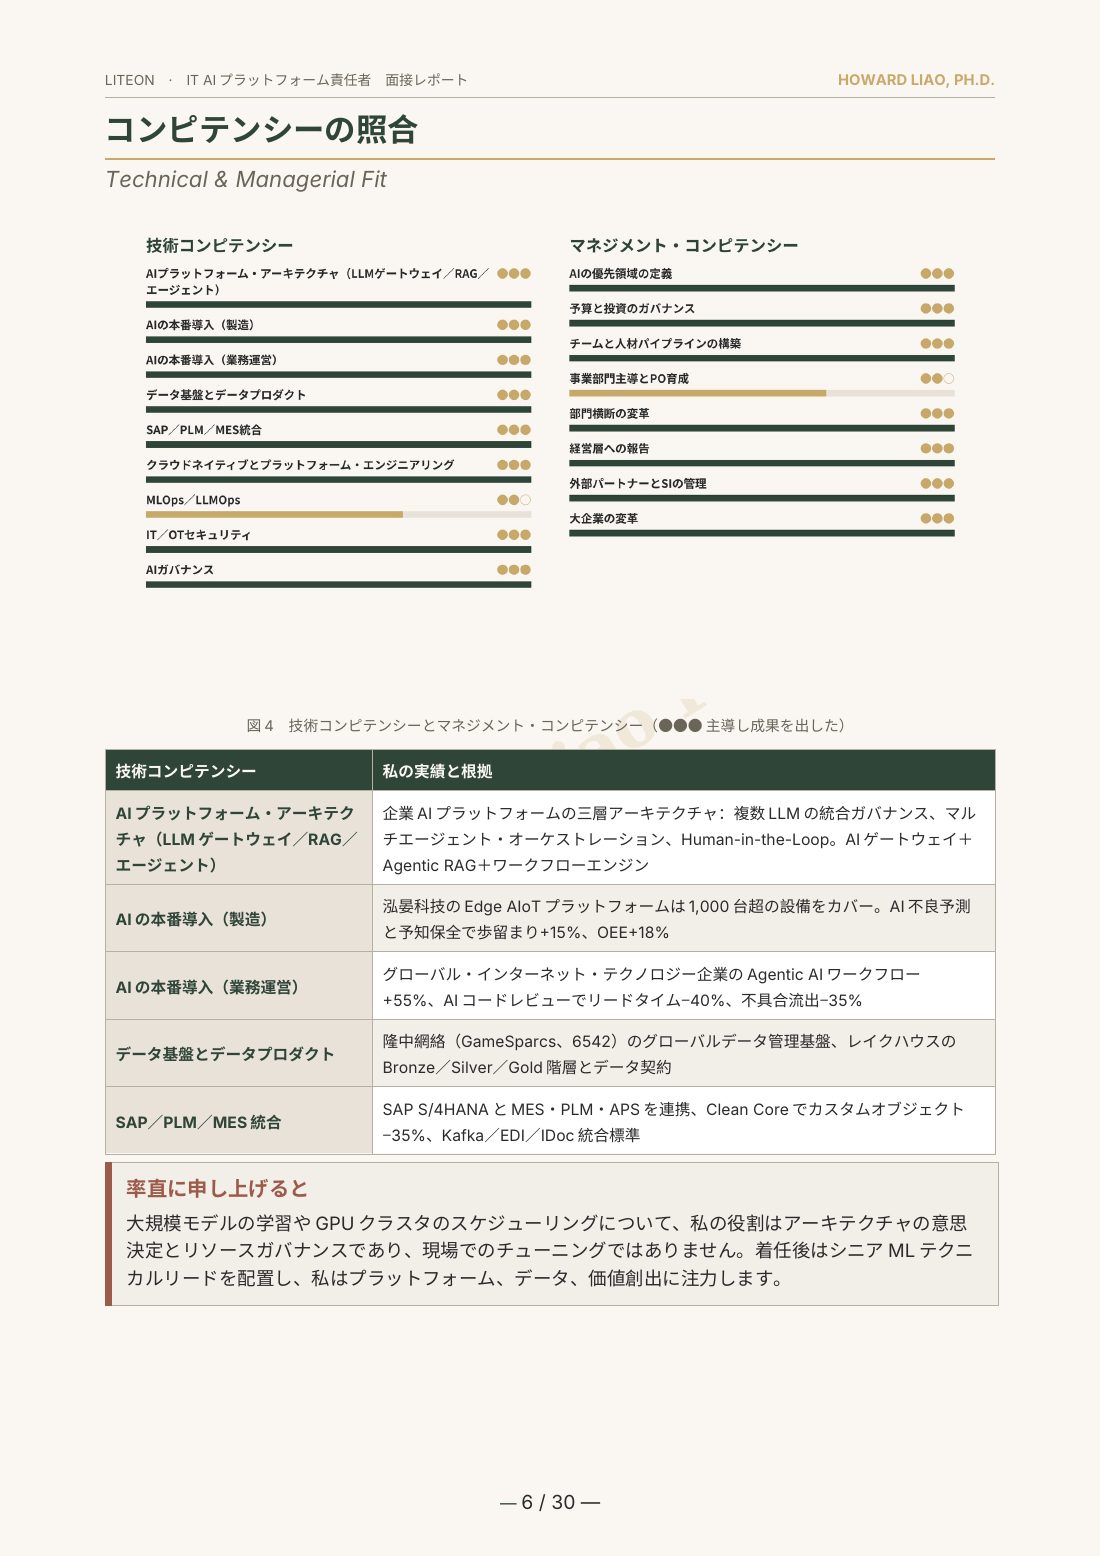 LITEON · IT AI プラットフォーム責任者 面接レポート
HOWARD LIAO, PH.D.
コンピテンシーの照合
Technical & Managerial Fit
技術コンピテンシー
AIプラットフォーム・アーキテクチャ（LLMゲートウェイ／RAG／ ●●●
エージェント）
AIの本番導入（製造） ●●●
AIの本番導入（業務運営） ●●●
データ基盤とデータプロダクト ●●●
SAP／PLM／MES統合 ●●●
クラウドネイティブとプラットフォーム・エンジニアリング ●●●
MLOps／LLMOps ●●○
IT／OTセキュリティ ●●●
AIガバナンス ●●●
マネジメント・コンピテンシー
AIの優先領域の定義 ●●●
予算と投資のガバナンス ●●●
チームと人材パイプラインの構築 ●●●
事業部門主導とPO育成 ●●○
部門横断の変革 ●●●
経営層への報告 ●●●
外部パートナーとSIの管理 ●●●
大企業の変革 ●●●
図 4 技術コンピテンシーとマネジメント・コンピテンシー（●●● 主導し成果を出した）
技術コンピテンシー
私の実績と根拠
AI プラットフォーム・アーキテク
チャ（LLM ゲートウェイ／RAG／
エージェント）
企業 AI プラットフォームの三層アーキテクチャ：複数 LLM の統合ガバナンス、マル
チエージェント・オーケストレーション、Human-in-the-Loop。AI ゲートウェイ＋
Agentic RAG＋ワークフローエンジン
AI の本番導入（製造）
泓晏科技の Edge AIoT プラットフォームは 1,000 台超の設備をカバー。AI 不良予測
と予知保全で歩留まり+15%、OEE+18%
AI の本番導入（業務運営）
グローバル・インターネット・テクノロジー企業の Agentic AI ワークフロー
+55%、AI コードレビューでリードタイム−40%、不具合流出−35%
データ基盤とデータプロダクト
隆中網絡（GameSparcs、6542）のグローバルデータ管理基盤、レイクハウスの
Bronze／Silver／Gold 階層とデータ契約
SAP／PLM／MES 統合
SAP S/4HANA と MES・PLM・APS を連携、Clean Core でカスタムオブジェクト
−35%、Kafka／EDI／IDoc 統合標準
率直に申し上げると
大規模モデルの学習や GPU クラスタのスケジューリングについて、私の役割はアーキテクチャの意思
決定とリソースガバナンスであり、現場でのチューニングではありません。着任後はシニア ML テクニ
カルリードを配置し、私はプラットフォーム、データ、価値創出に注力します。
— 6 / 30 —